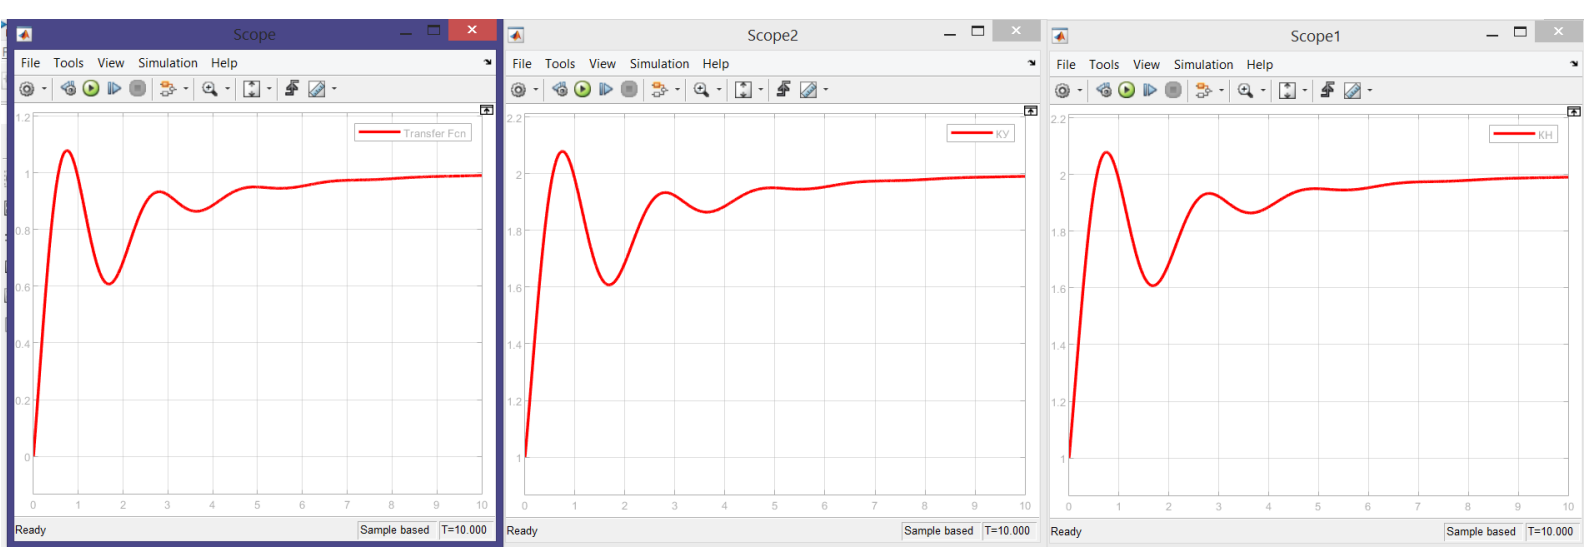 Scope
File Tools View Simulation Help
Transfer Fcn
1.2
1
0.8
0.6
0.4
0.2
0
0 1 2 3 4 5 6 7 8 9 10
Ready Sample based T=10.000
Scope2
File Tools View Simulation Help
КУ
2.2
2
1.8
1.6
1.4
1.2
1
0 1 2 3 4 5 6 7 8 9 10
Ready Sample based T=10.000
Scope1
File Tools View Simulation Help
КН
2.2
2
1.8
1.6
1.4
1.2
1
0 1 2 3 4 5 6 7 8 9 10
Ready Sample based T=10.000